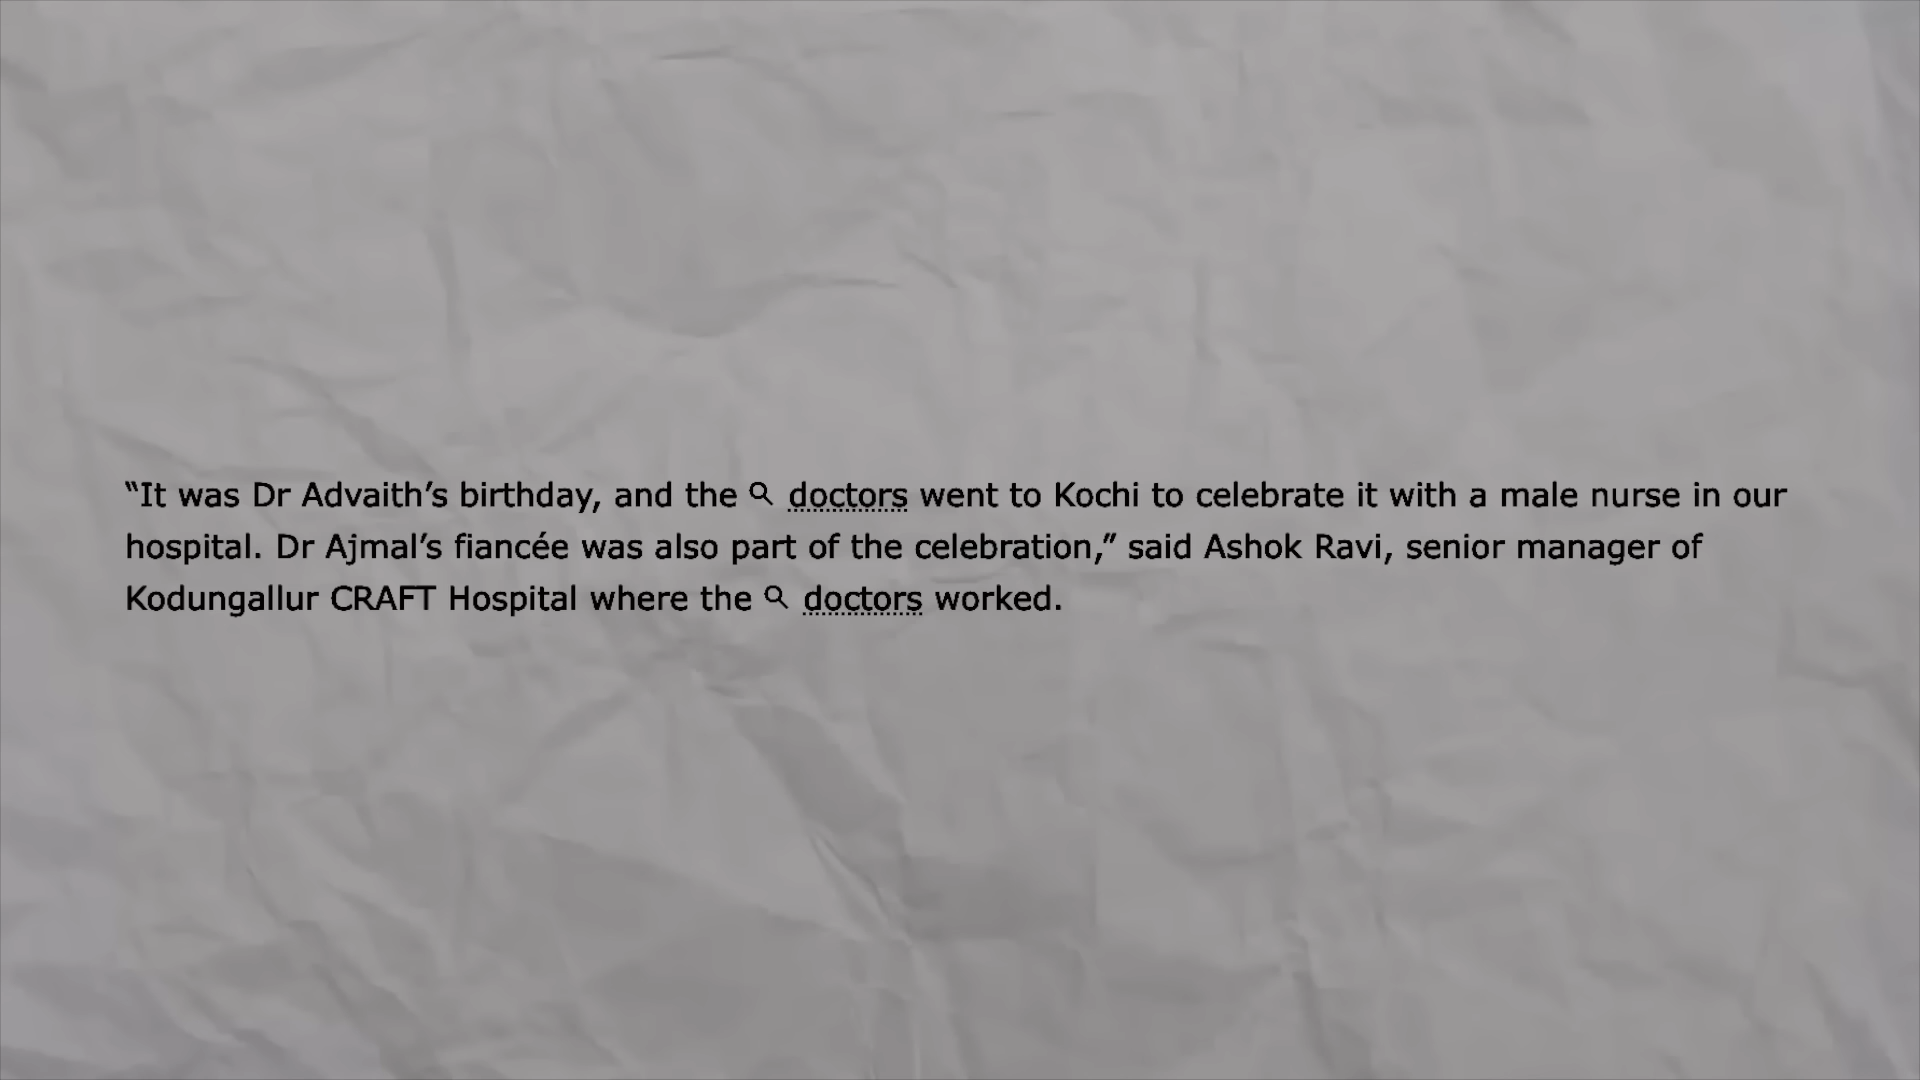 “It was Dr Advaith’s birthday, and the doctors went to Kochi to celebrate it with a male nurse in our
hospital. Dr Ajmal’s fiancée was also part of the celebration,” said Ashok Ravi, senior manager of
Kodungallur CRAFT Hospital where the doctors worked.